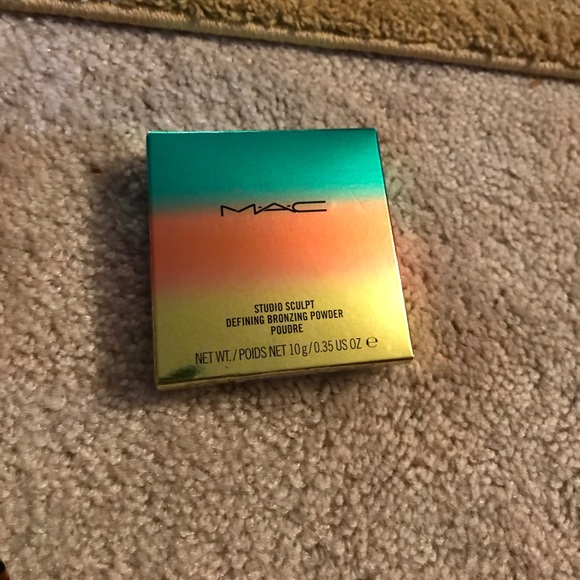 M·A·C
STUDIO SCULPT
DEFINING BRONZING POWDER
POUDRE
NET WT./POIDS NET 10 g/0.35 US OZ ℮